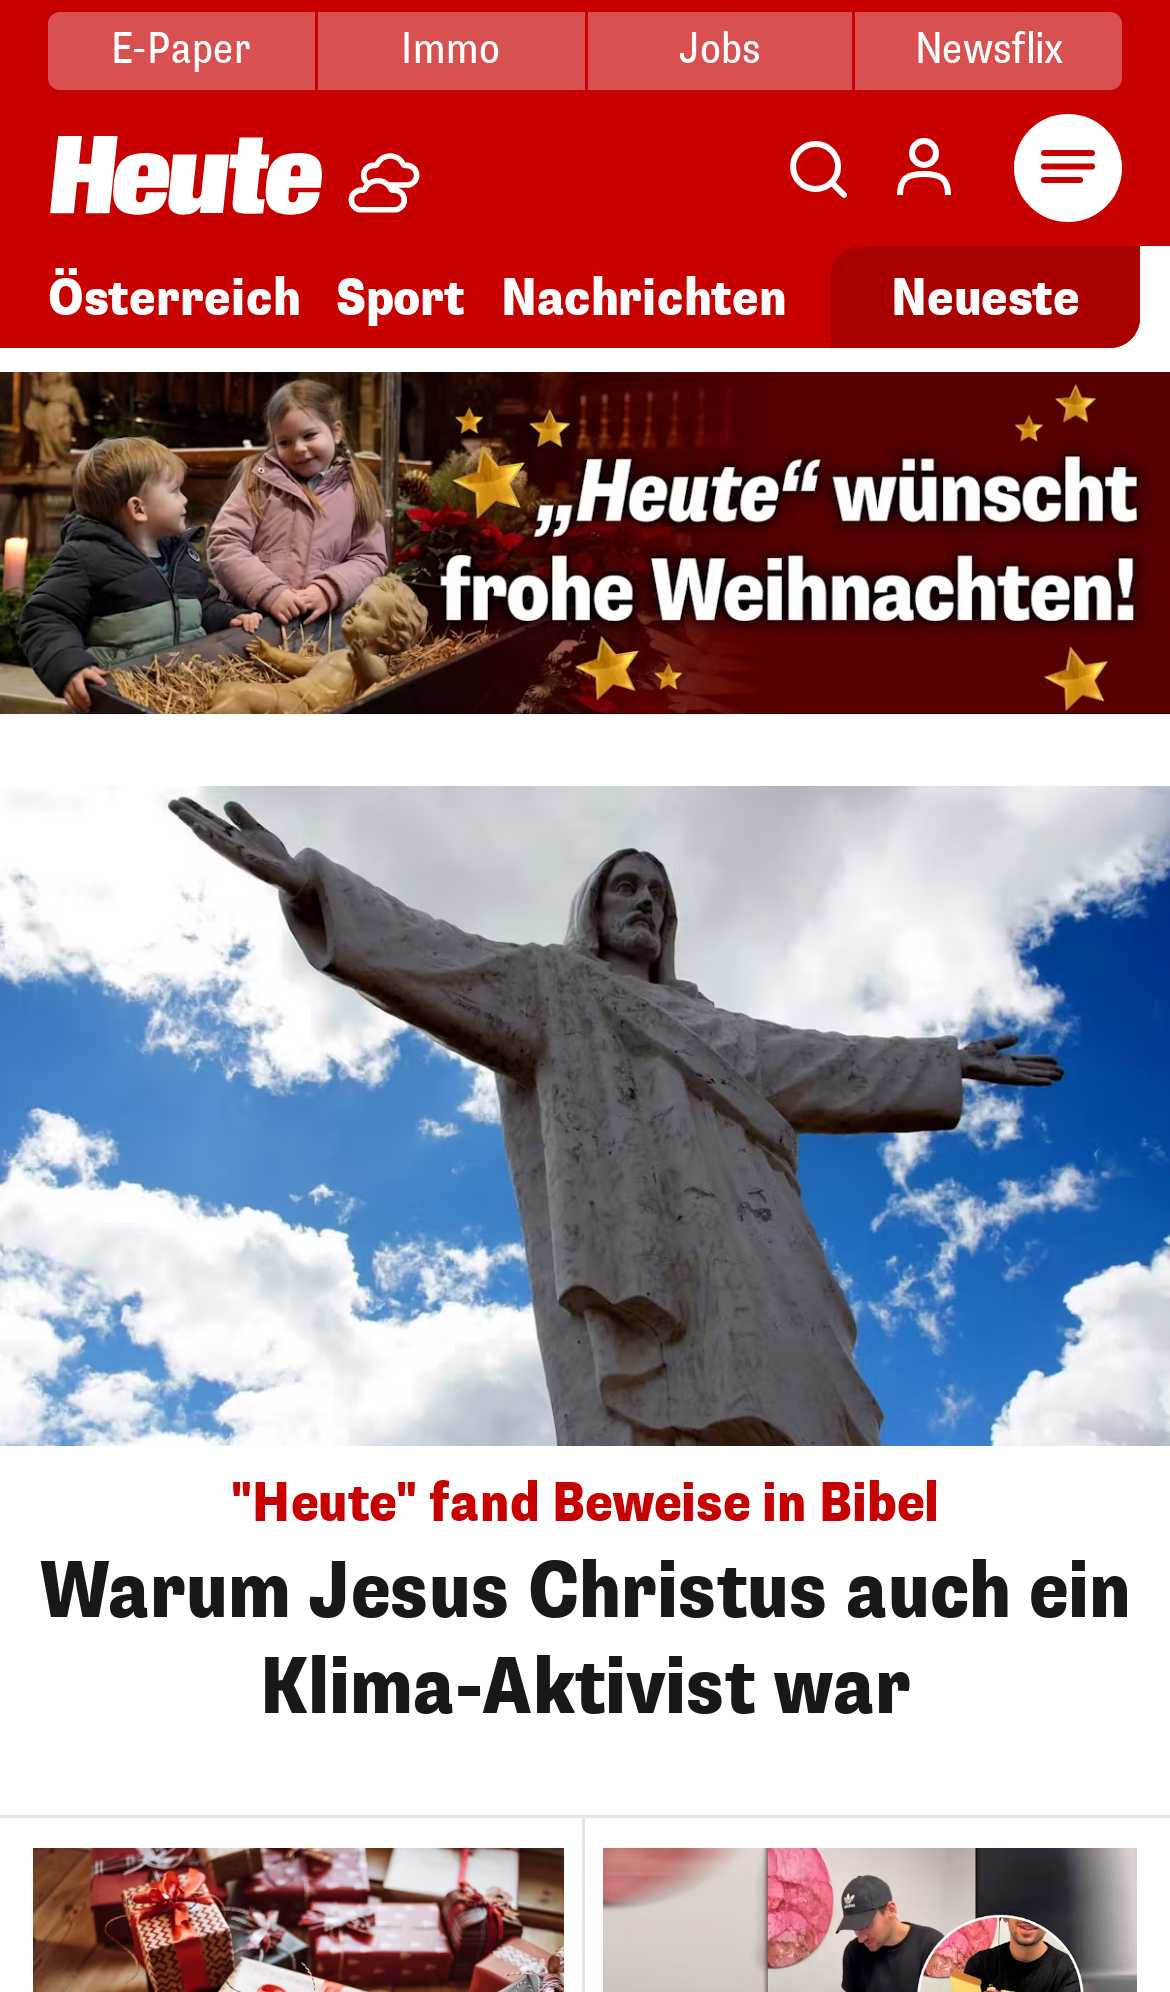 E-Paper
Immo
Jobs
Newsflix
Heute
Österreich
Sport
Nachrichten
Neueste
„Heute“ wünscht
frohe Weihnachten!
"Heute" fand Beweise in Bibel
Warum Jesus Christus auch ein
Klima-Aktivist war